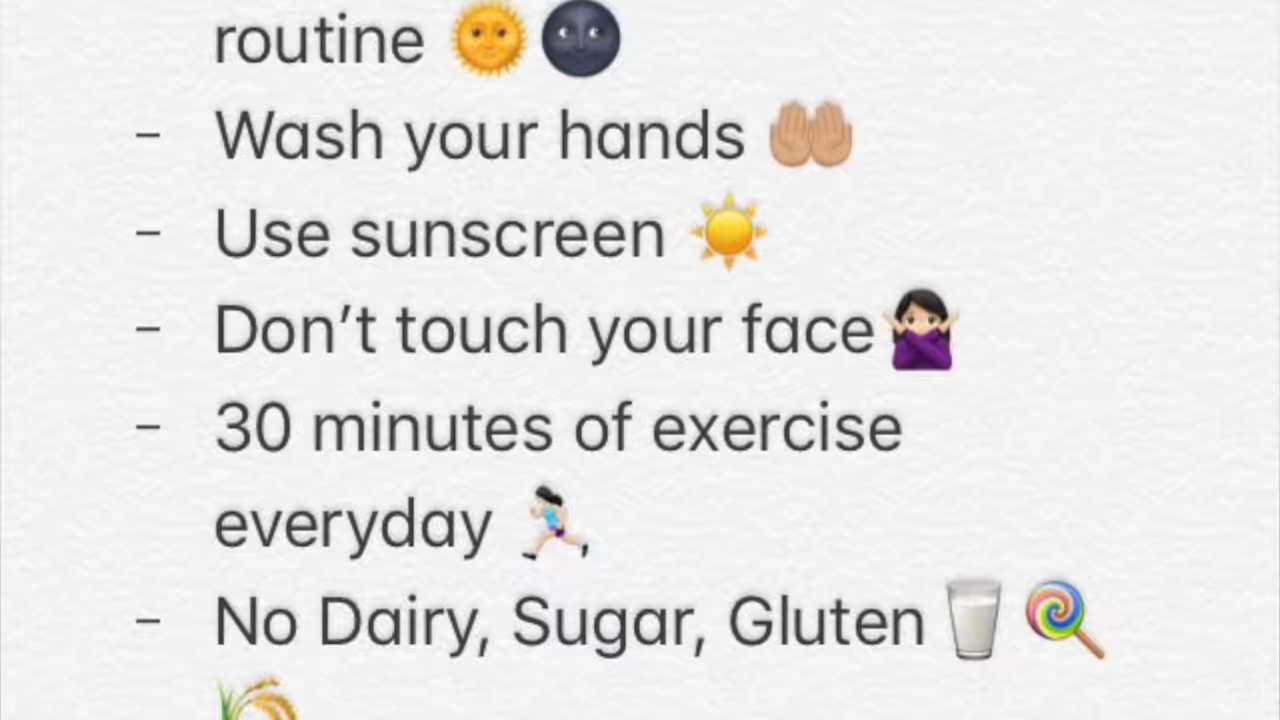 routine 🌞🌚
- Wash your hands 🤲🏽
- Use sunscreen ☀️
- Don’t touch your face🙅🏻‍♀️
- 30 minutes of exercise
everyday 🏃🏻‍♀️
- No Dairy, Sugar, Gluten🥛🍭
🌾